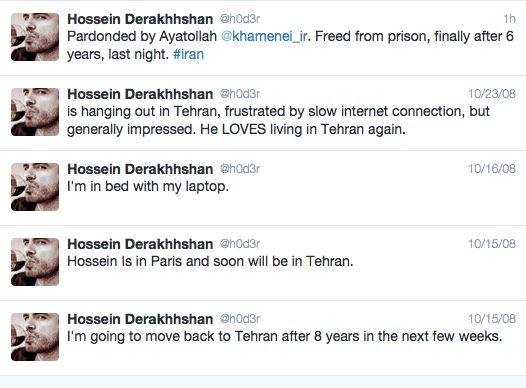 Hossein Derakhhshan @h0d3r 1h
Pardonded by Ayatollah @khamenei_ir. Freed from prison, finally after 6
years, last night. #iran
Hossein Derakhhshan @h0d3r 10/23/08
is hanging out in Tehran, frustrated by slow internet connection, but
generally impressed. He LOVES living in Tehran again.
Hossein Derakhhshan @h0d3r 10/16/08
I'm in bed with my laptop.
Hossein Derakhhshan @h0d3r 10/15/08
Hossein Is in Paris and soon will be in Tehran.
Hossein Derakhhshan @h0d3r 10/15/08
I'm going to move back to Tehran after 8 years in the next few weeks.